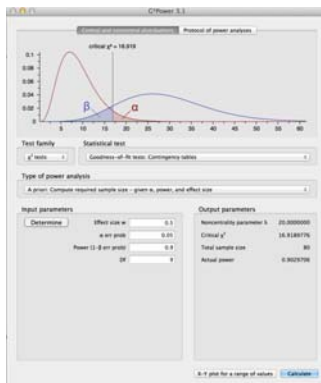 G*Power 3.1
Central and noncentral distributions Protocol of power analyses
critical χ² = 16.919
0.1
0.08
0.06
0.04
0.02
0
β α
5 10 15 20 25 30 35 40 45 50 55 60
Test family Statistical test
χ² tests Goodness-of-fit tests: Contingency tables
Type of power analysis
A priori: Compute required sample size – given α, power, and effect size
Input parameters Output parameters
Determine Effect size w 0.5 Noncentrality parameter λ 20.0000000
α err prob 0.05 Critical χ² 16.9189776
Power (1-β err prob) 0.9 Total sample size 80
Df 9 Actual power 0.9029706
X-Y plot for a range of values Calculate